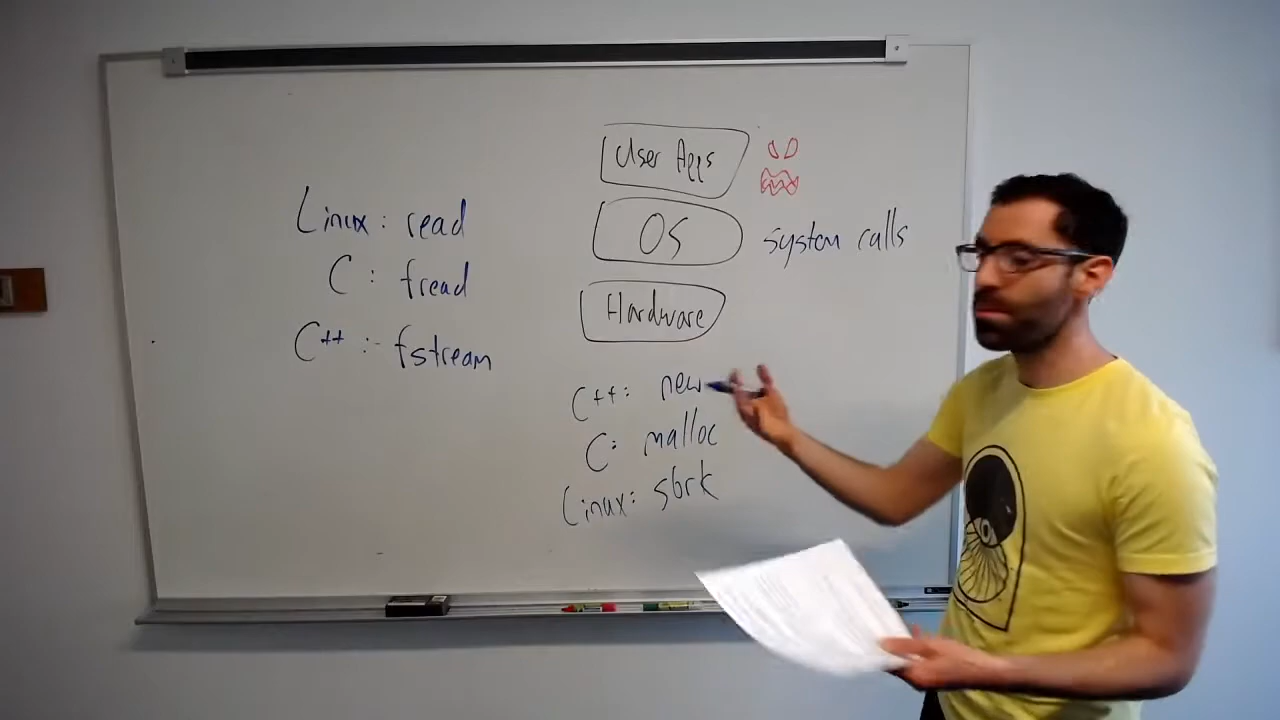 Linux: read
C: fread
C++: fstream
User Apps
OS
system calls
Hardware
C++: new
C: malloc
Linux: sbrk